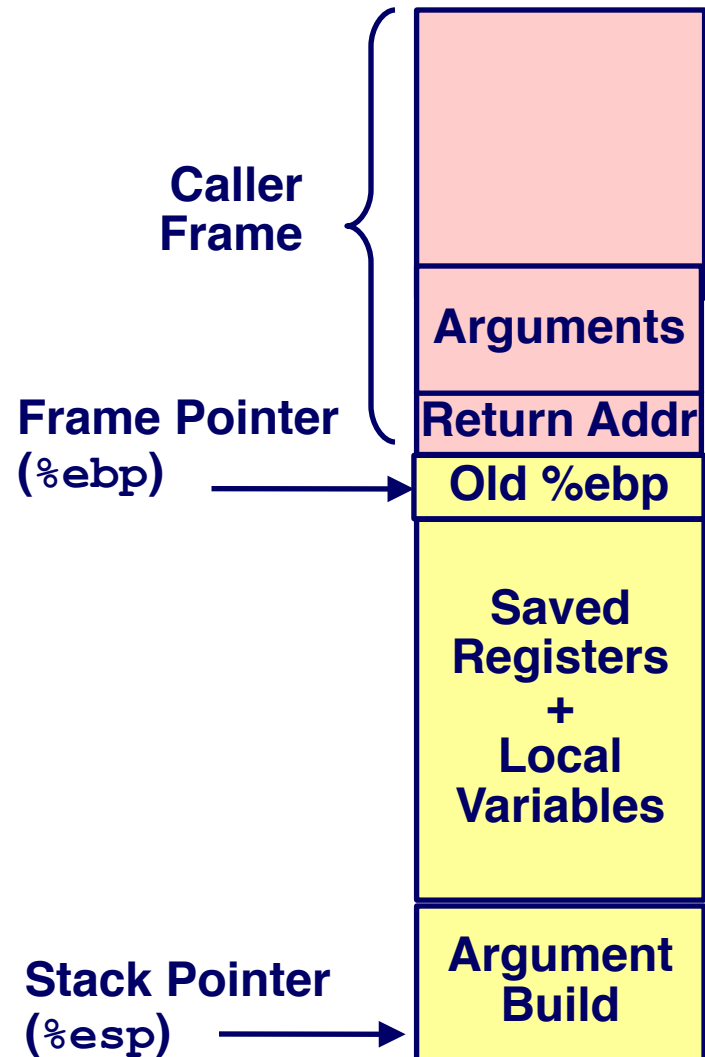 Caller
Frame
Arguments
Frame Pointer
(%ebp)
Return Addr
Old %ebp
Saved
Registers
+
Local
Variables
Argument
Build
Stack Pointer
(%esp)